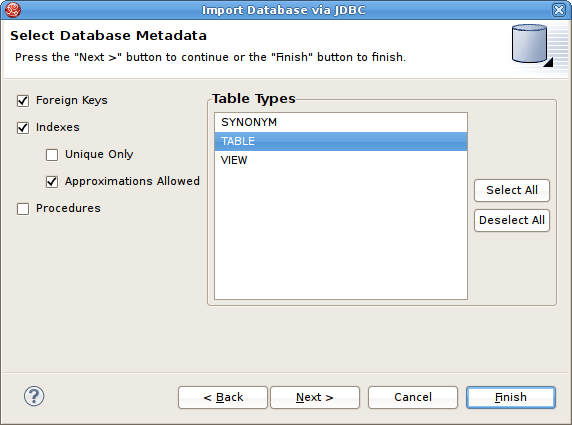 Import Database via JDBC
Select Database Metadata
Press the "Next >" button to continue or the "Finish" button to finish.
Foreign Keys
Indexes
Unique Only
Approximations Allowed
Procedures
Table Types
SYNONYM
TABLE
VIEW
Select All
Deselect All
?
< Back
Next >
Cancel
Finish